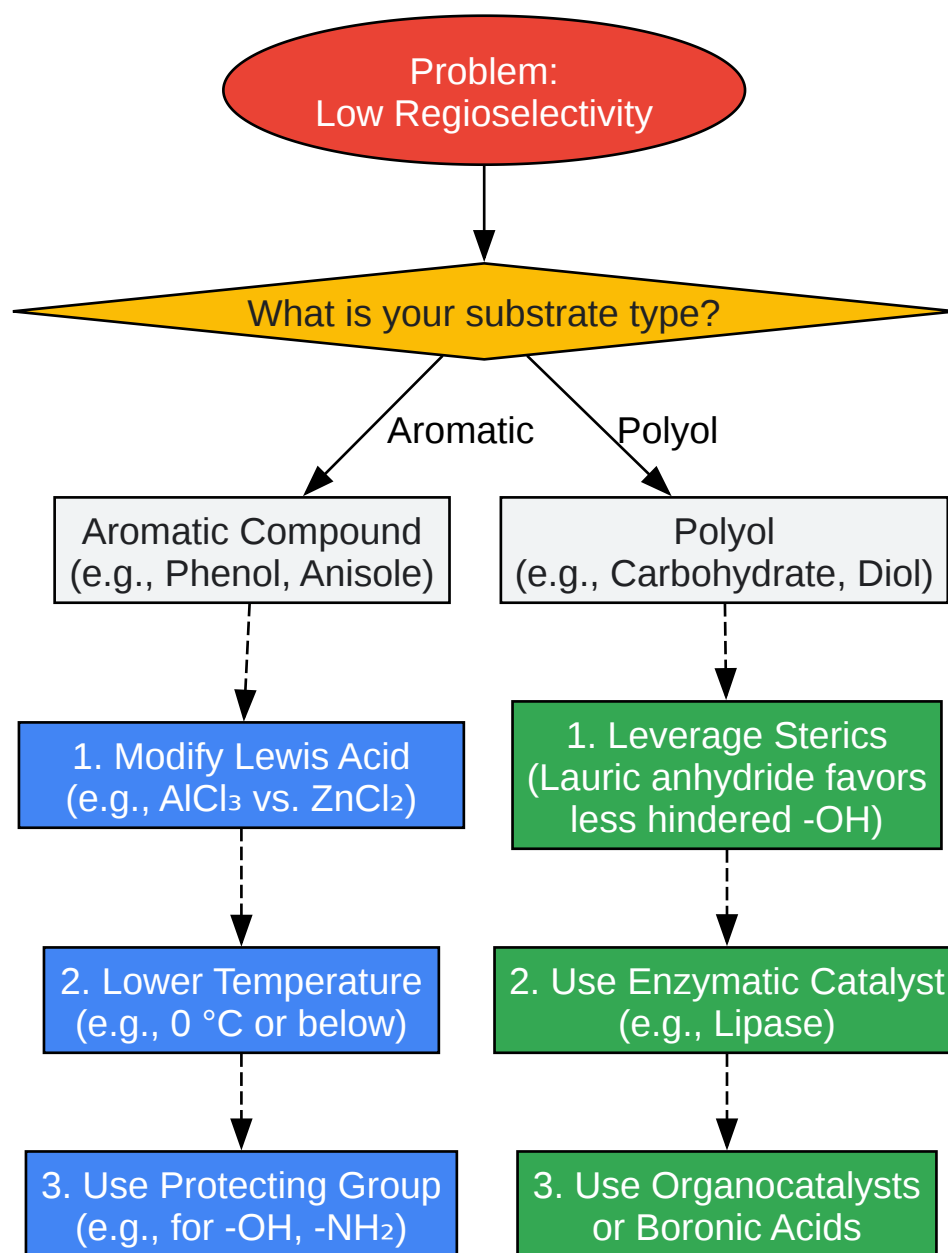 Problem:
Low Regioselectivity
What is your substrate type?
Aromatic
Polyol
Aromatic Compound
(e.g., Phenol, Anisole)
Polyol
(e.g., Carbohydrate, Diol)
1. Modify Lewis Acid
(e.g., AlCl₃ vs. ZnCl₂)
1. Leverage Sterics
(Lauric anhydride favors
less hindered -OH)
2. Lower Temperature
(e.g., 0 °C or below)
2. Use Enzymatic Catalyst
(e.g., Lipase)
3. Use Protecting Group
(e.g., for -OH, -NH₂)
3. Use Organocatalysts
or Boronic Acids